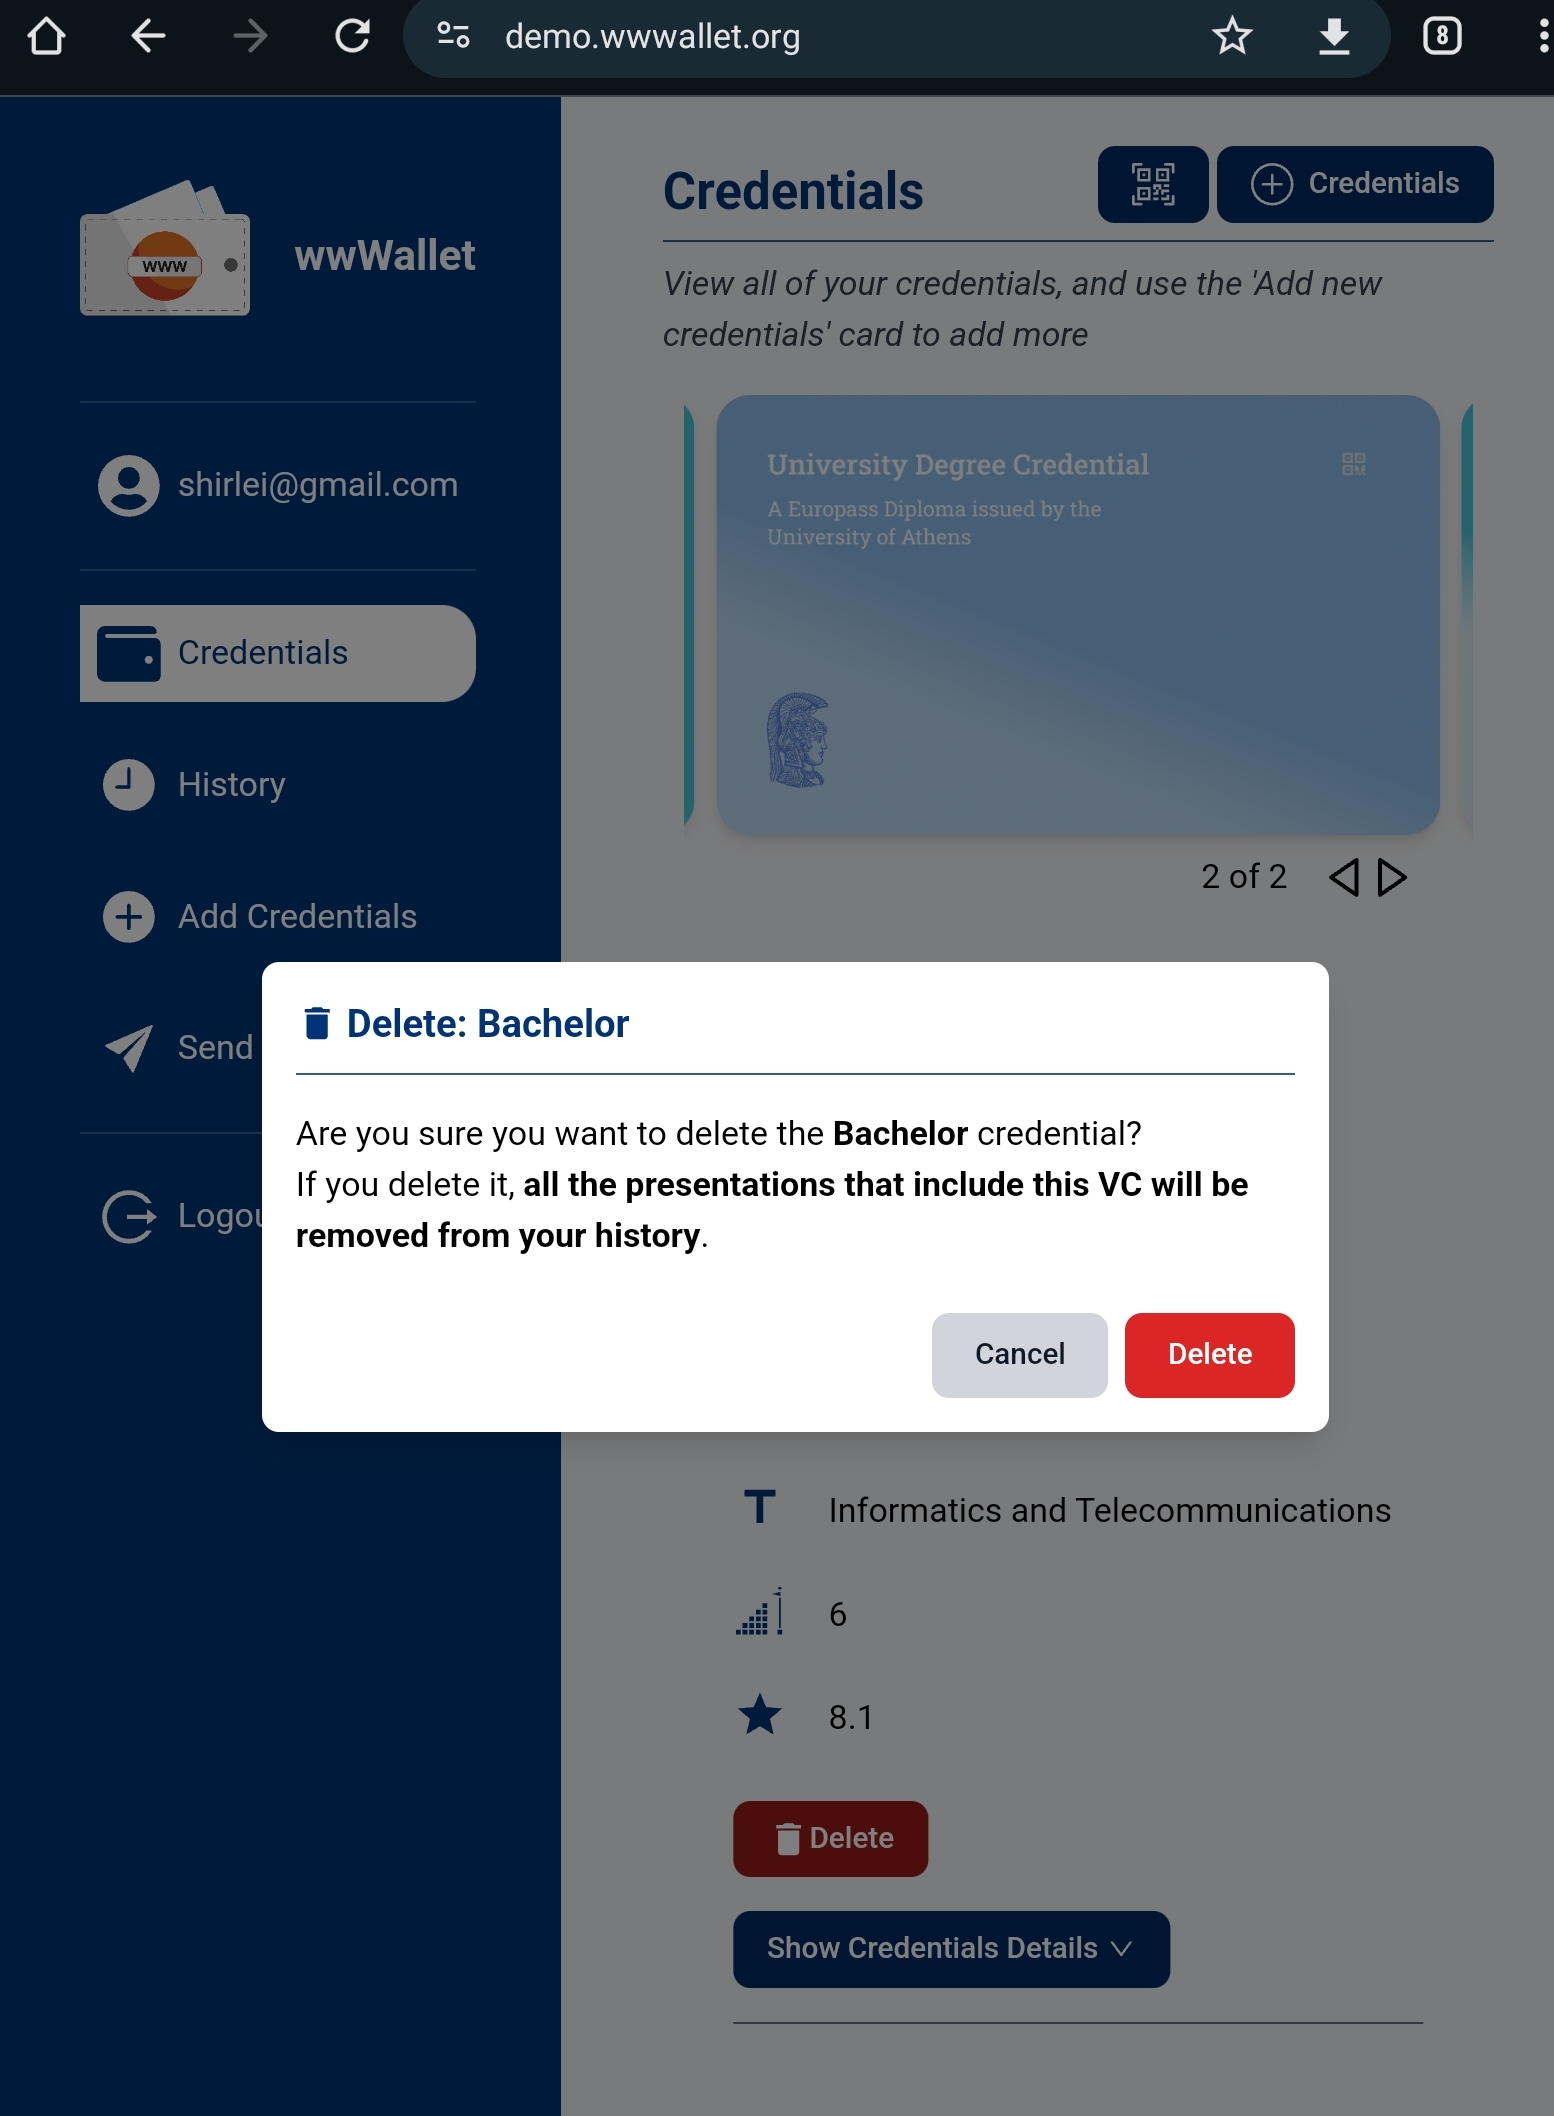 demo.wwwallet.org
8
www
wwWallet
shirlei@gmail.com
Credentials
History
Add Credentials
Send
Logou
Credentials
Credentials
View all of your credentials, and use the 'Add new
credentials' card to add more
University Degree Credential
A Europass Diploma issued by the
University of Athens
2 of 2
Delete: Bachelor
Are you sure you want to delete the Bachelor credential?
If you delete it, all the presentations that include this VC will be
removed from your history.
Cancel
Delete
T
Informatics and Telecommunications
6
8.1
Delete
Show Credentials Details